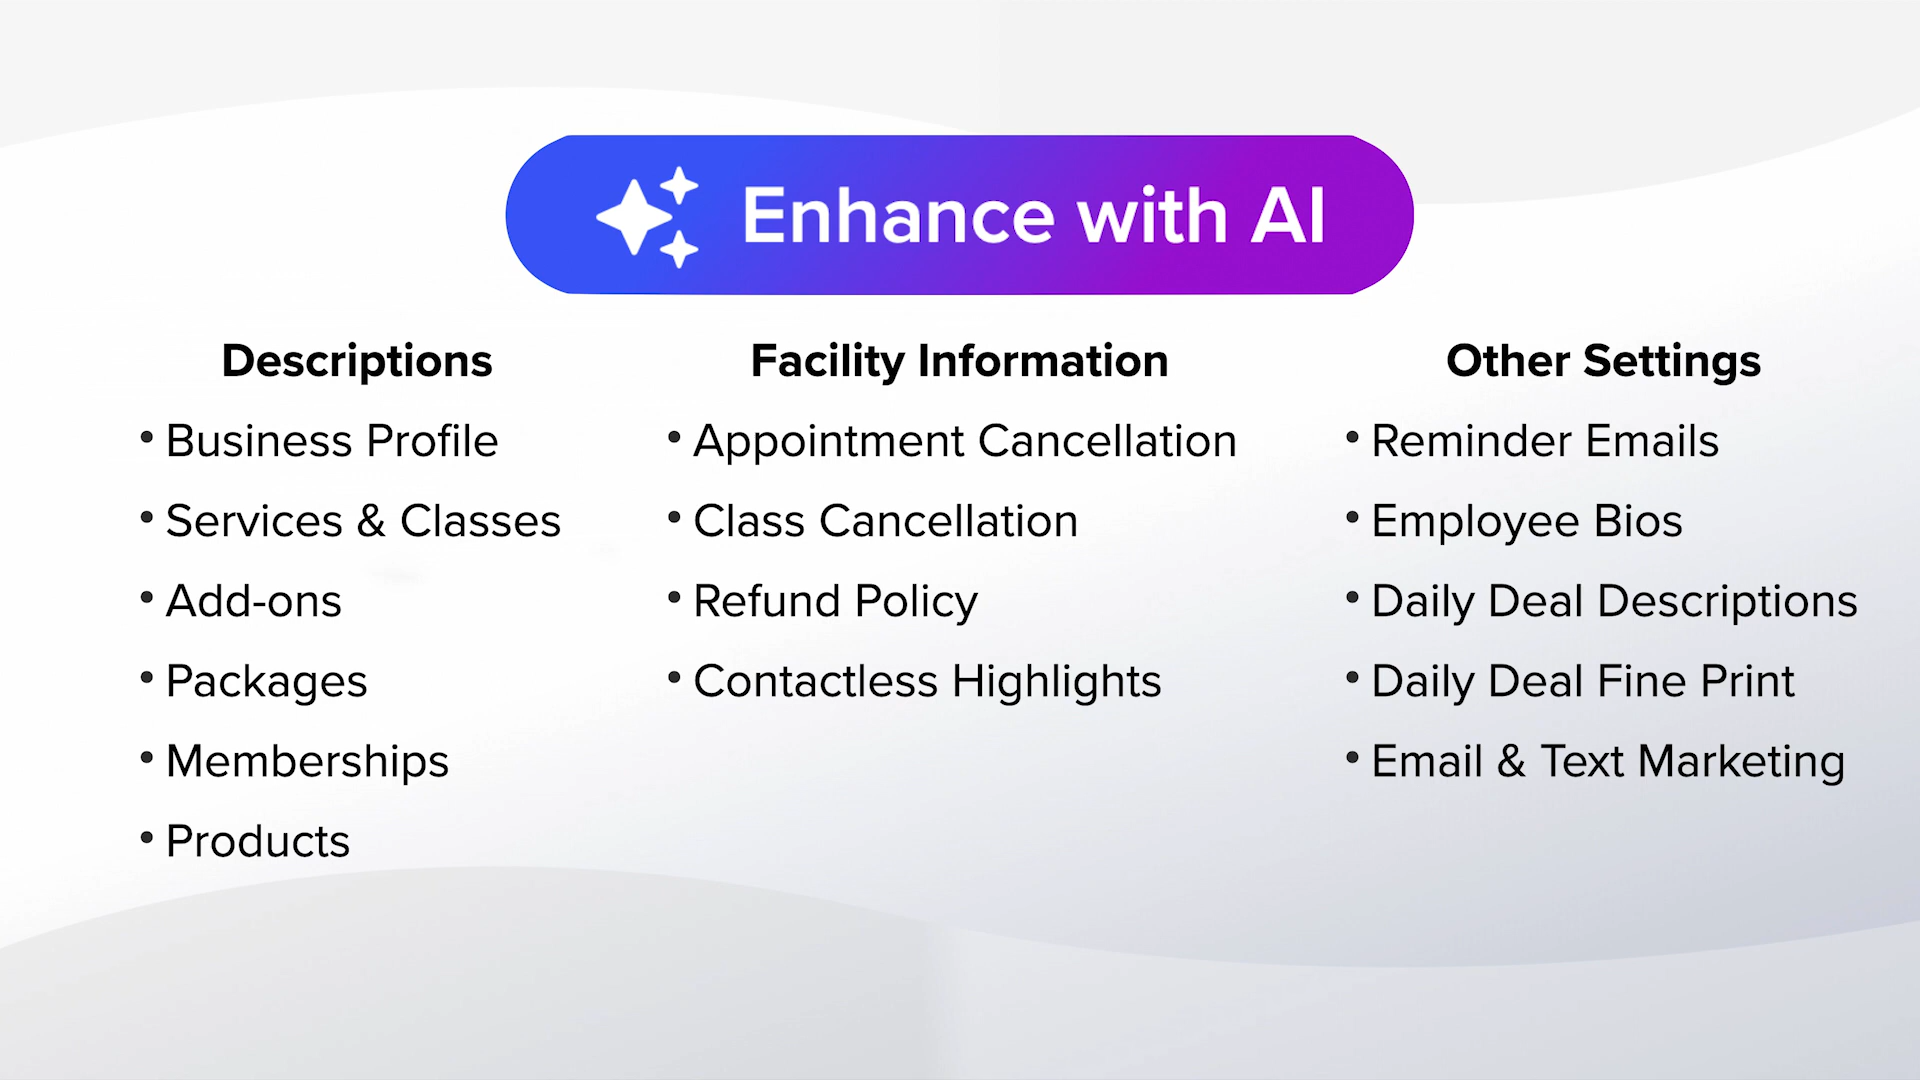 Enhance with AI
Descriptions
• Business Profile
• Services & Classes
• Add-ons
• Packages
• Memberships
• Products
Facility Information
• Appointment Cancellation
• Class Cancellation
• Refund Policy
• Contactless Highlights
Other Settings
• Reminder Emails
• Employee Bios
• Daily Deal Descriptions
• Daily Deal Fine Print
• Email & Text Marketing